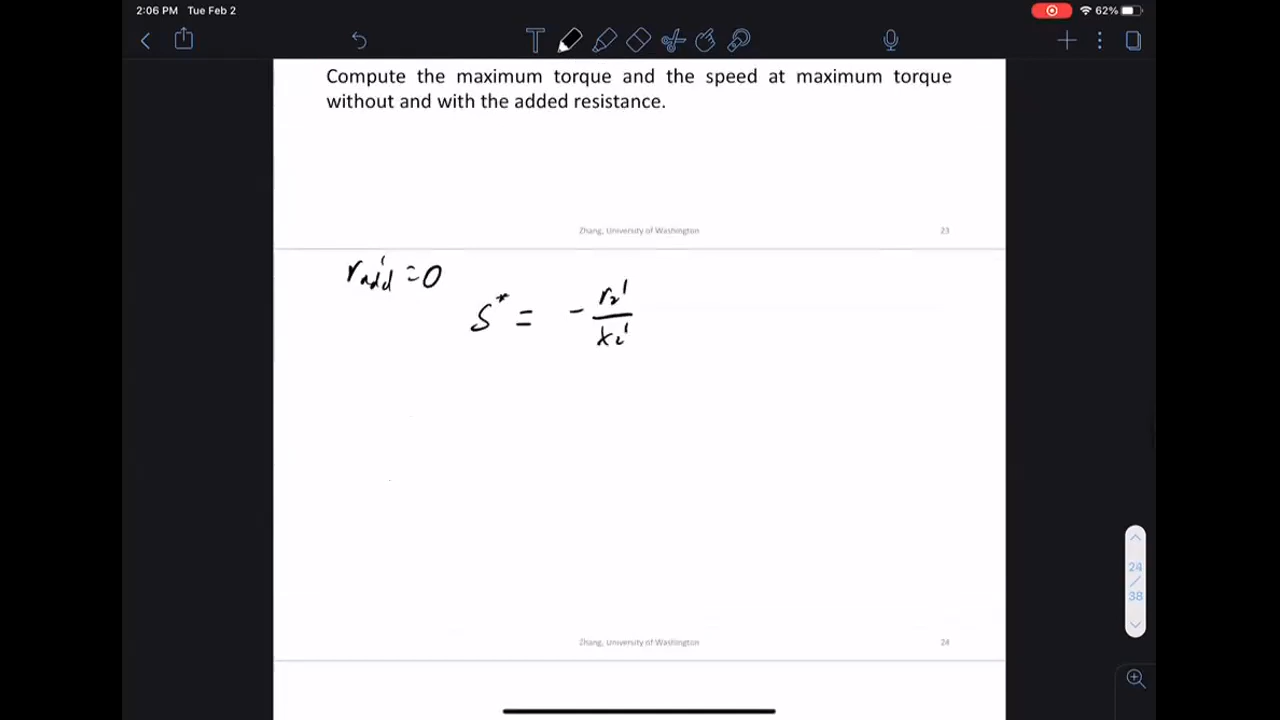 2:06 PM Tue Feb 2
62%
T
Compute the maximum torque and the speed at maximum torque
without and with the added resistance.
Zhang, University of Washington 23
r'add = 0
s* = - r2' / x2'
24
/
38
Zhang, University of Washington 24